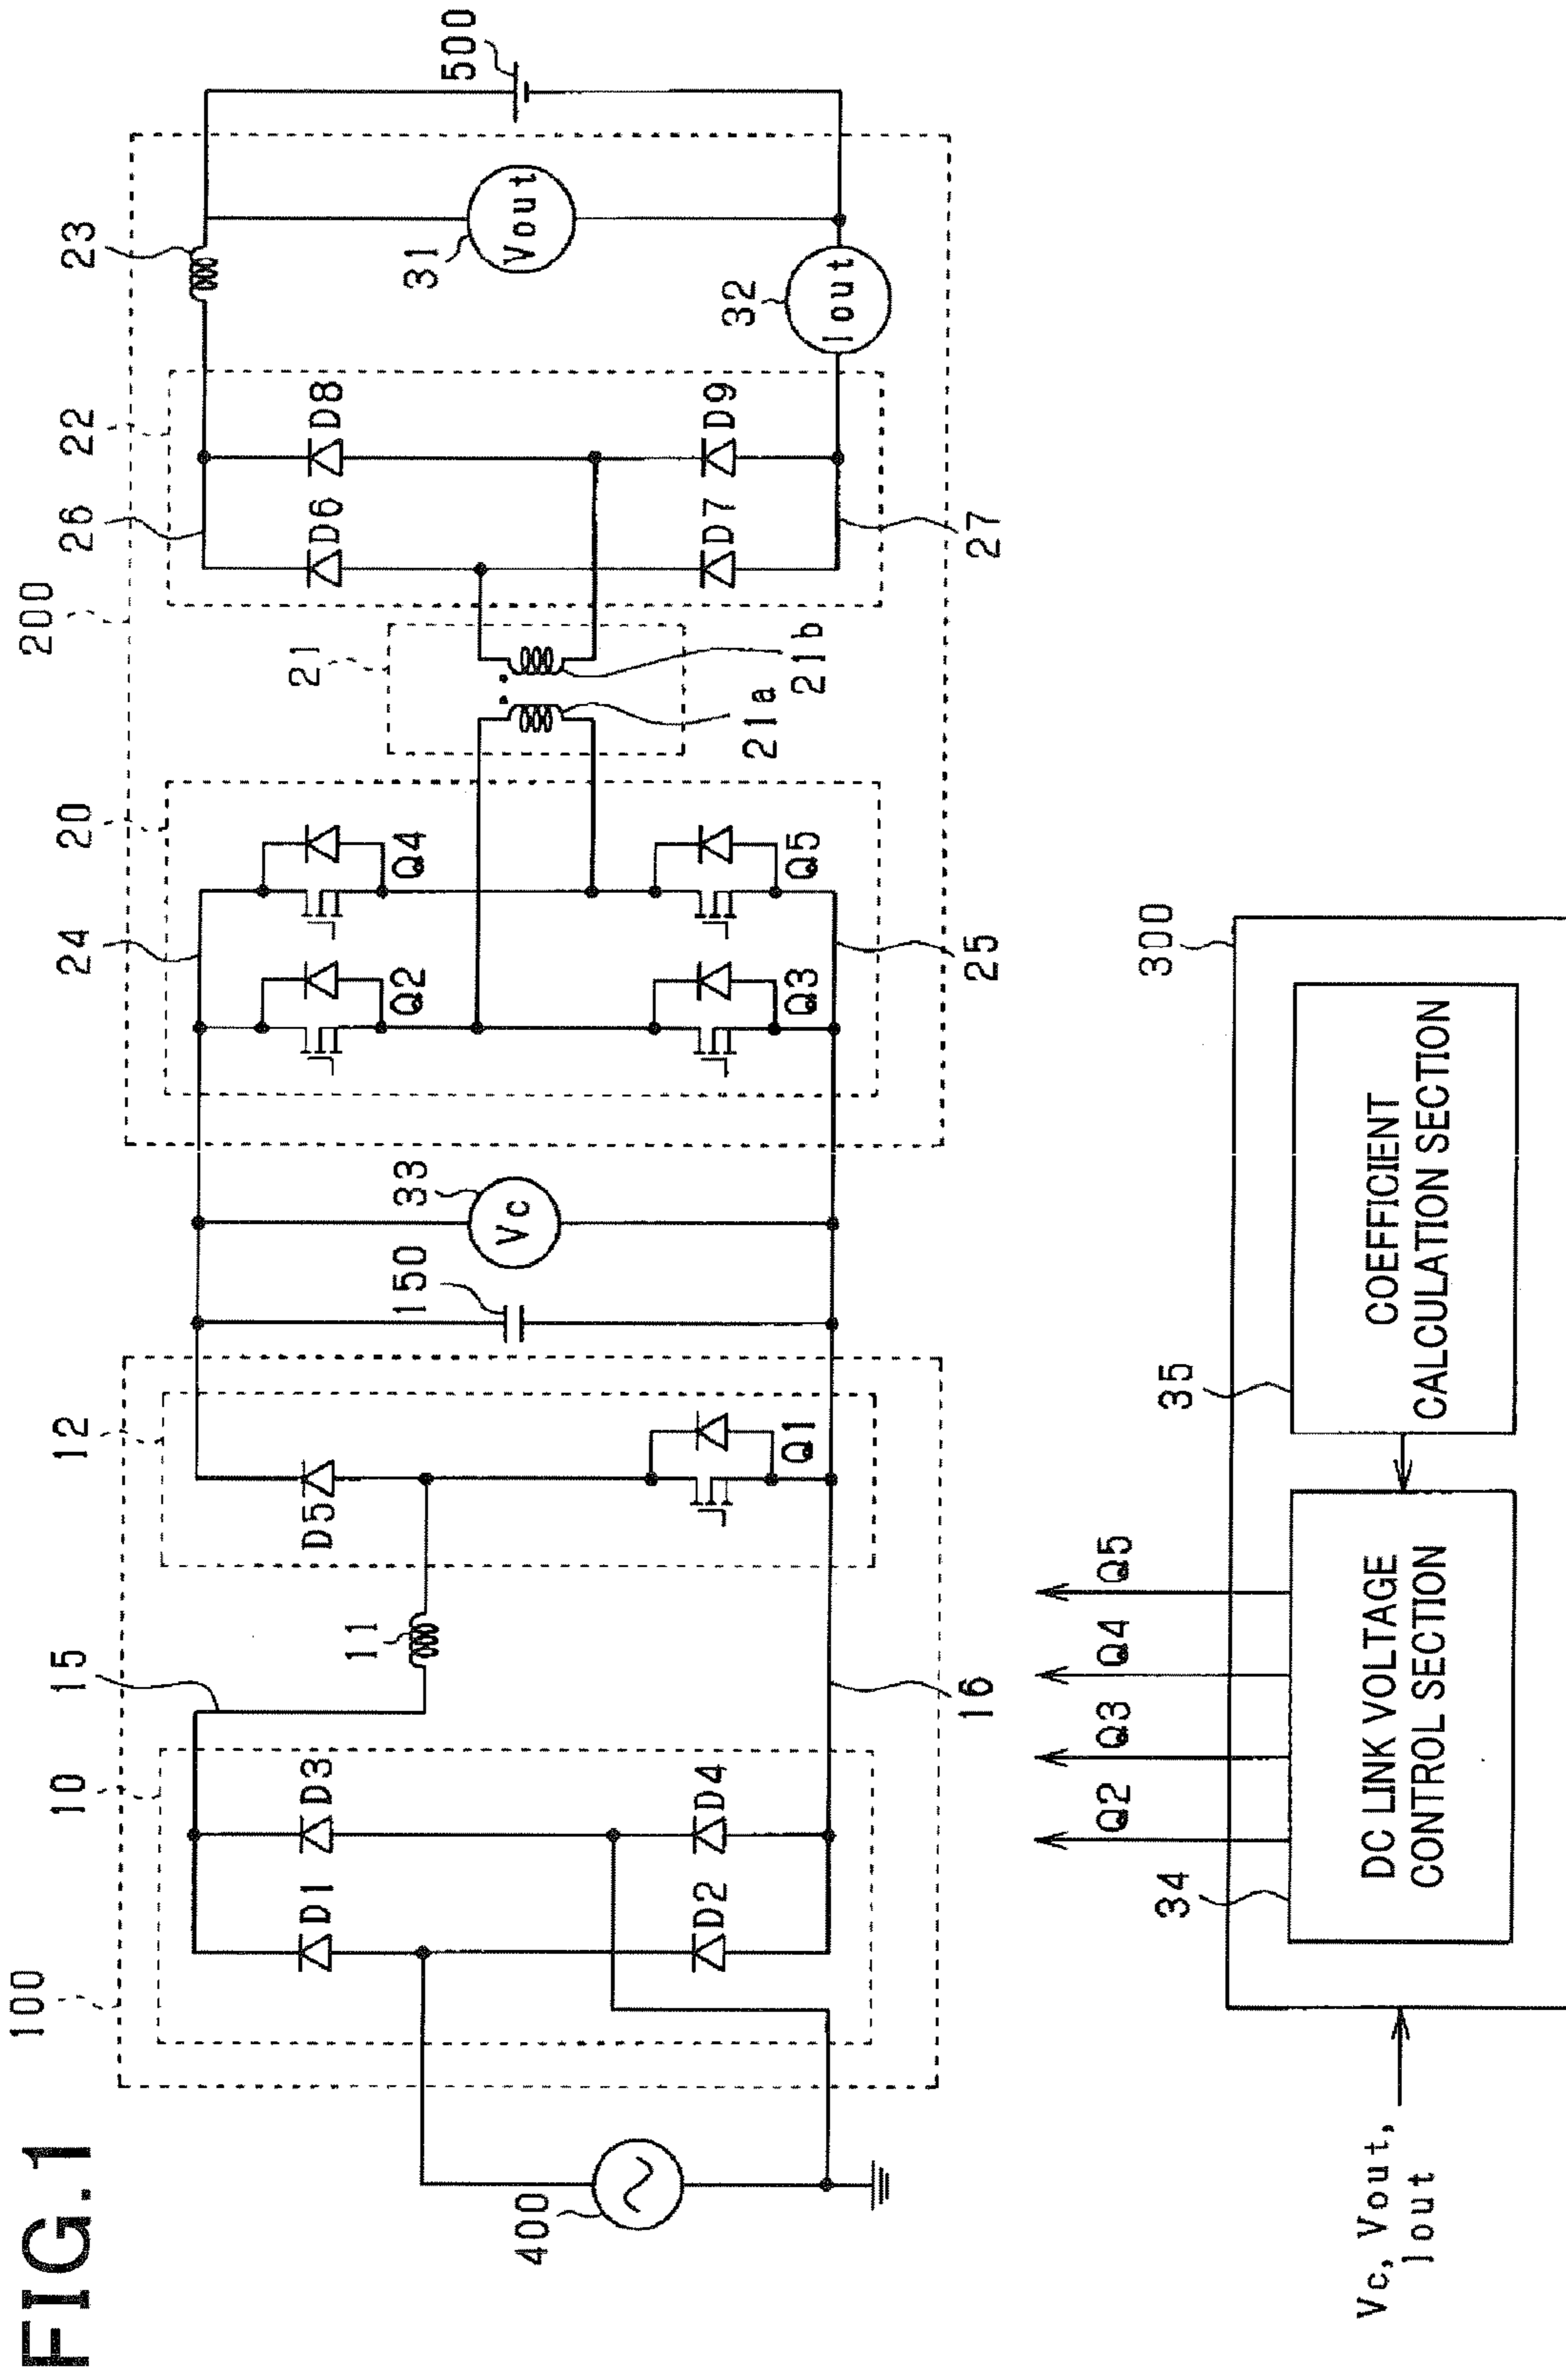 FIG.1
100
10
15
12
200
20
24
26
22
23
21
D1
D3
D5
11
150
33
Vc
Q2
Q4
D6
D8
31
Vout
500
400
D2
D4
Q1
Q3
Q5
21a
21b
D7
D9
32
Iout
16
25
27
Q2
Q3
Q4
Q5
300
34
35
DC LINK VOLTAGE
CONTROL SECTION
COEFFICIENT
CALCULATION SECTION
Vc, Vout,
Iout